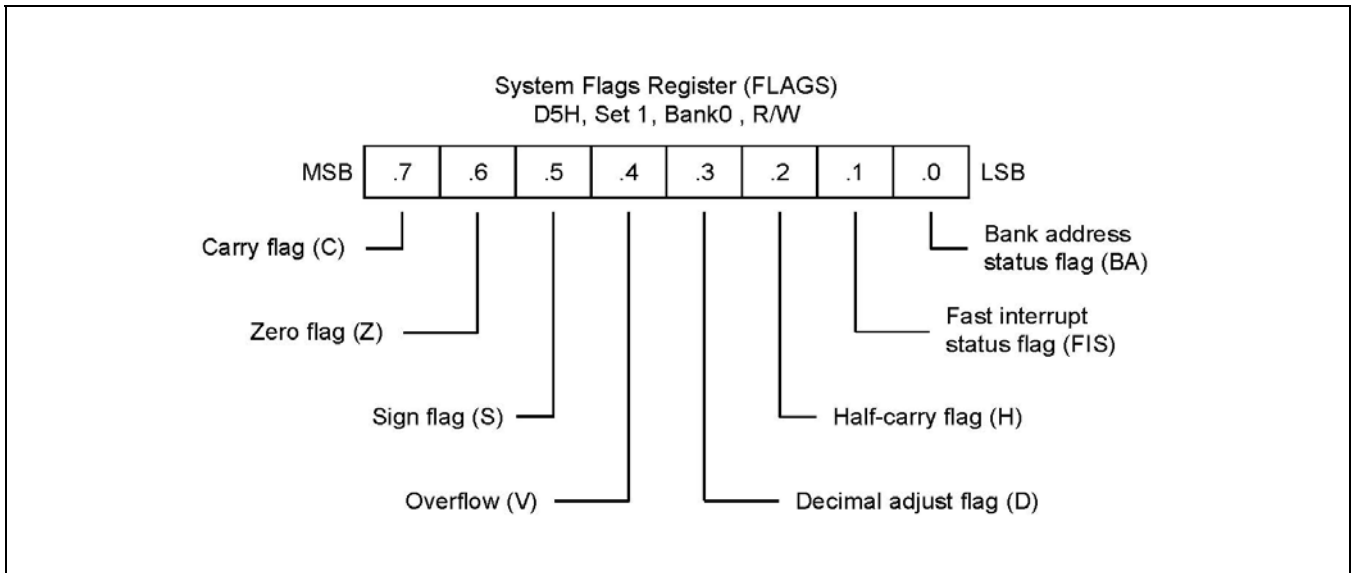 System Flags Register (FLAGS)
D5H, Set 1, Bank0 , R/W
MSB .7 .6 .5 .4 .3 .2 .1 .0 LSB
Carry flag (C)
Bank address
status flag (BA)
Zero flag (Z)
Fast interrupt
status flag (FIS)
Sign flag (S)
Half-carry flag (H)
Overflow (V)
Decimal adjust flag (D)